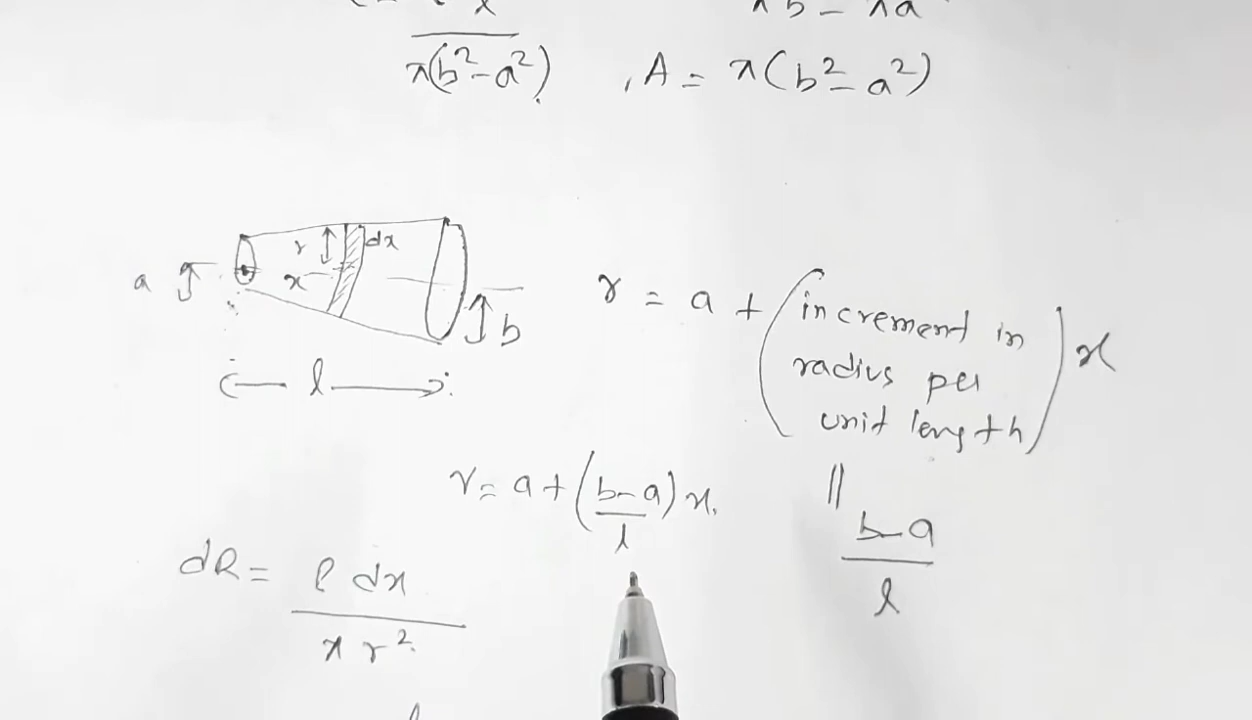 π(b²-a²) , A = π(b²-a²)
r dx
x
a
b
l
r = a + (increment in
radius per
unit length) x
r = a + (b-a)/l x.
||
b-a
l
dR = ρ dx
π r²